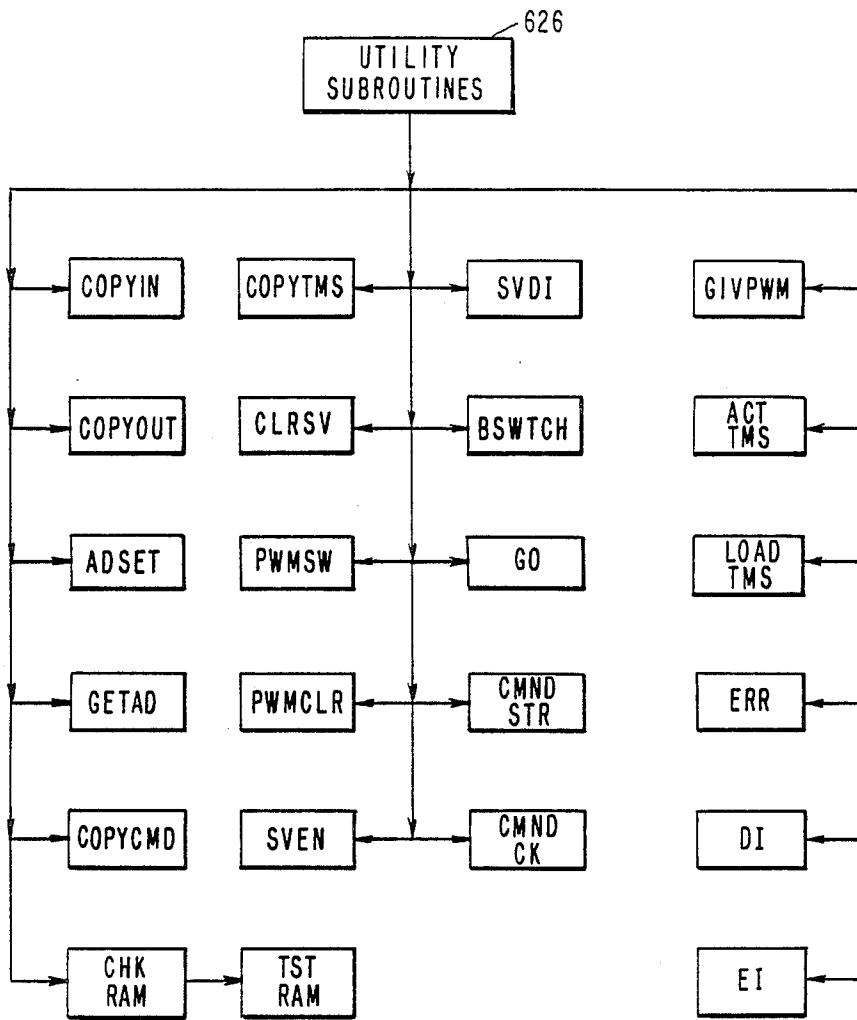 626
UTILITY
SUBROUTINES
COPYIN
COPYTMS
SVDI
GIVPWM
COPYOUT
CLRSV
BSWTCH
ACT
TMS
ADSET
PWMSW
GO
LOAD
TMS
GETAD
PWMCLR
CMND
STR
ERR
COPYCMD
SVEN
CMND
CK
DI
CHK
RAM
TST
RAM
EI